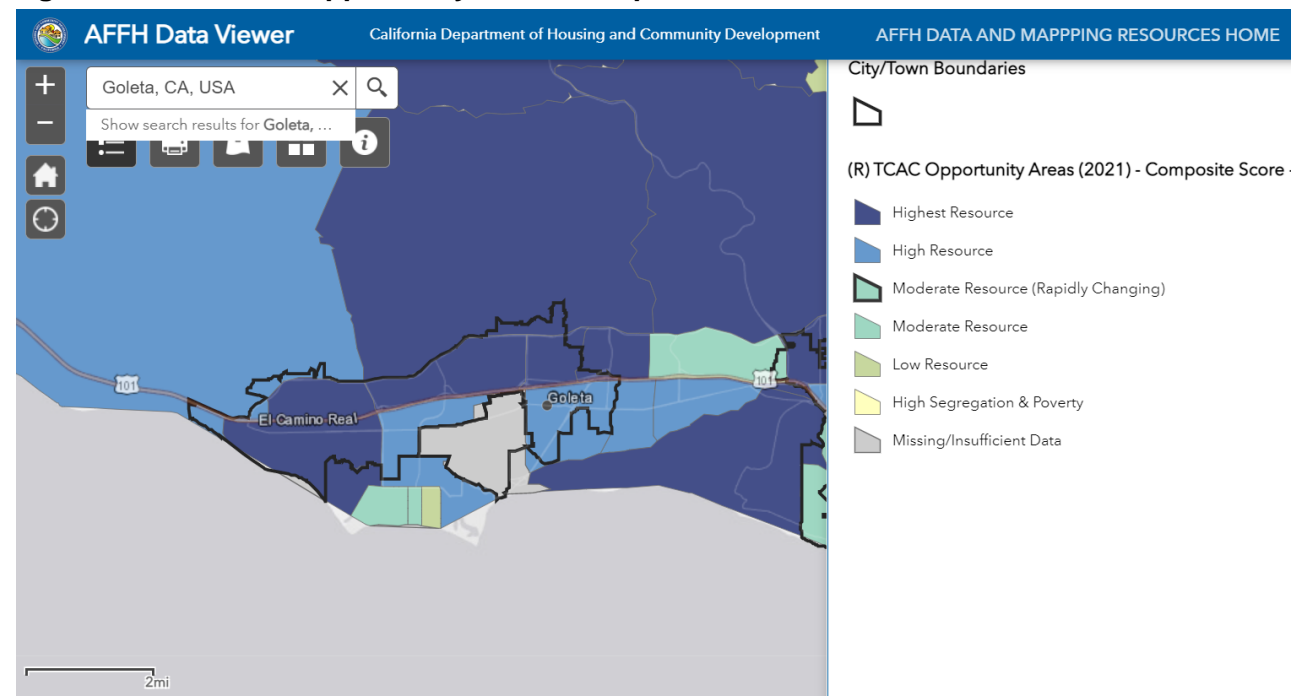 AFFH Data Viewer
California Department of Housing and Community Development
AFFH DATA AND MAPPPING RESOURCES HOME
Goleta, CA, USA
Show search results for Goleta, ...
City/Town Boundaries
(R) TCAC Opportunity Areas (2021) - Composite Score -
Highest Resource
High Resource
Moderate Resource (Rapidly Changing)
Moderate Resource
Low Resource
High Segregation & Poverty
Missing/Insufficient Data
101
101
Goleta
El Camino Real
2mi